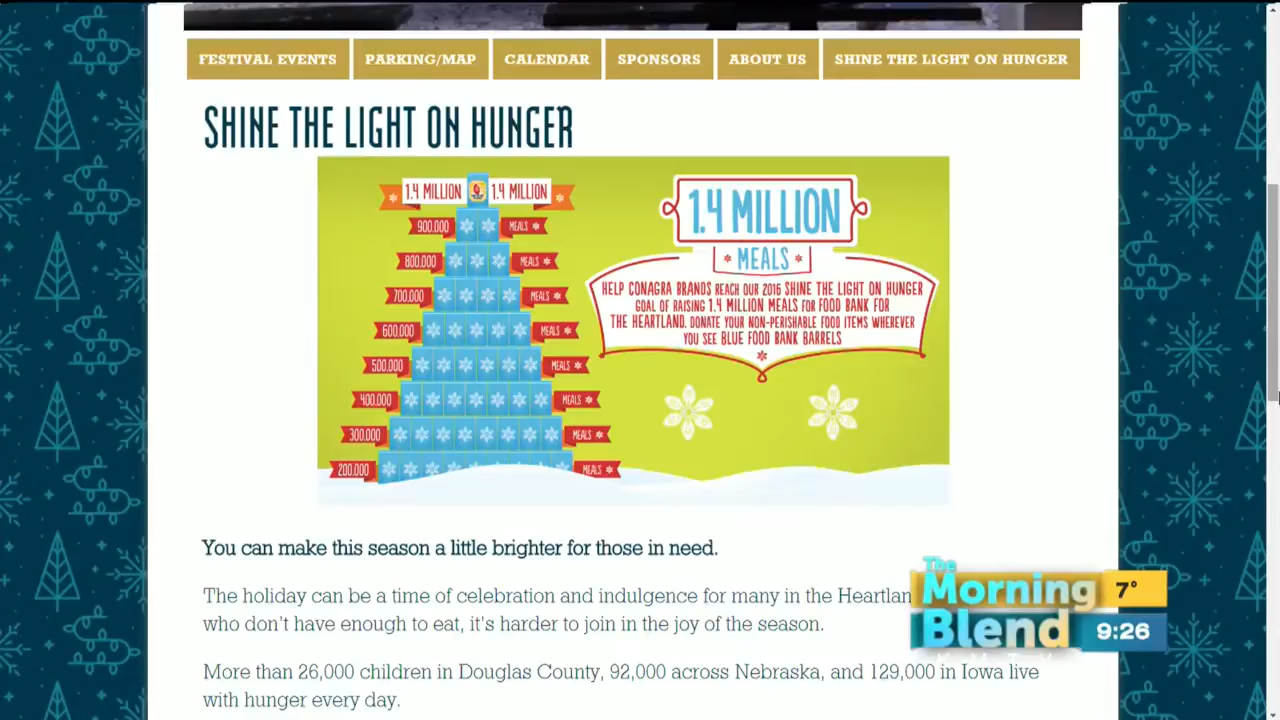 FESTIVAL EVENTS PARKING/MAP CALENDAR SPONSORS ABOUT US SHINE THE LIGHT ON HUNGER
SHINE THE LIGHT ON HUNGER
1.4 MILLION 1.4 MILLION
900,000 MEALS
800,000 MEALS
700,000 MEALS
600,000 MEALS
500,000 MEALS
400,000 MEALS
300,000 MEALS
200,000 MEALS
1.4 MILLION
MEALS
HELP CONAGRA BRANDS REACH OUR 2016 SHINE THE LIGHT ON HUNGER
GOAL OF RAISING 1.4 MILLION MEALS FOR FOOD BANK FOR
THE HEARTLAND. DONATE YOUR NON-PERISHABLE FOOD ITEMS WHEREVER
YOU SEE BLUE FOOD BANK BARRELS
You can make this season a little brighter for those in need.
The holiday can be a time of celebration and indulgence for many in the Heartlan
who don't have enough to eat, it's harder to join in the joy of the season.
More than 26,000 children in Douglas County, 92,000 across Nebraska, and 129,000 in Iowa live
with hunger every day.
The
Morning 7°
Blend 9:26